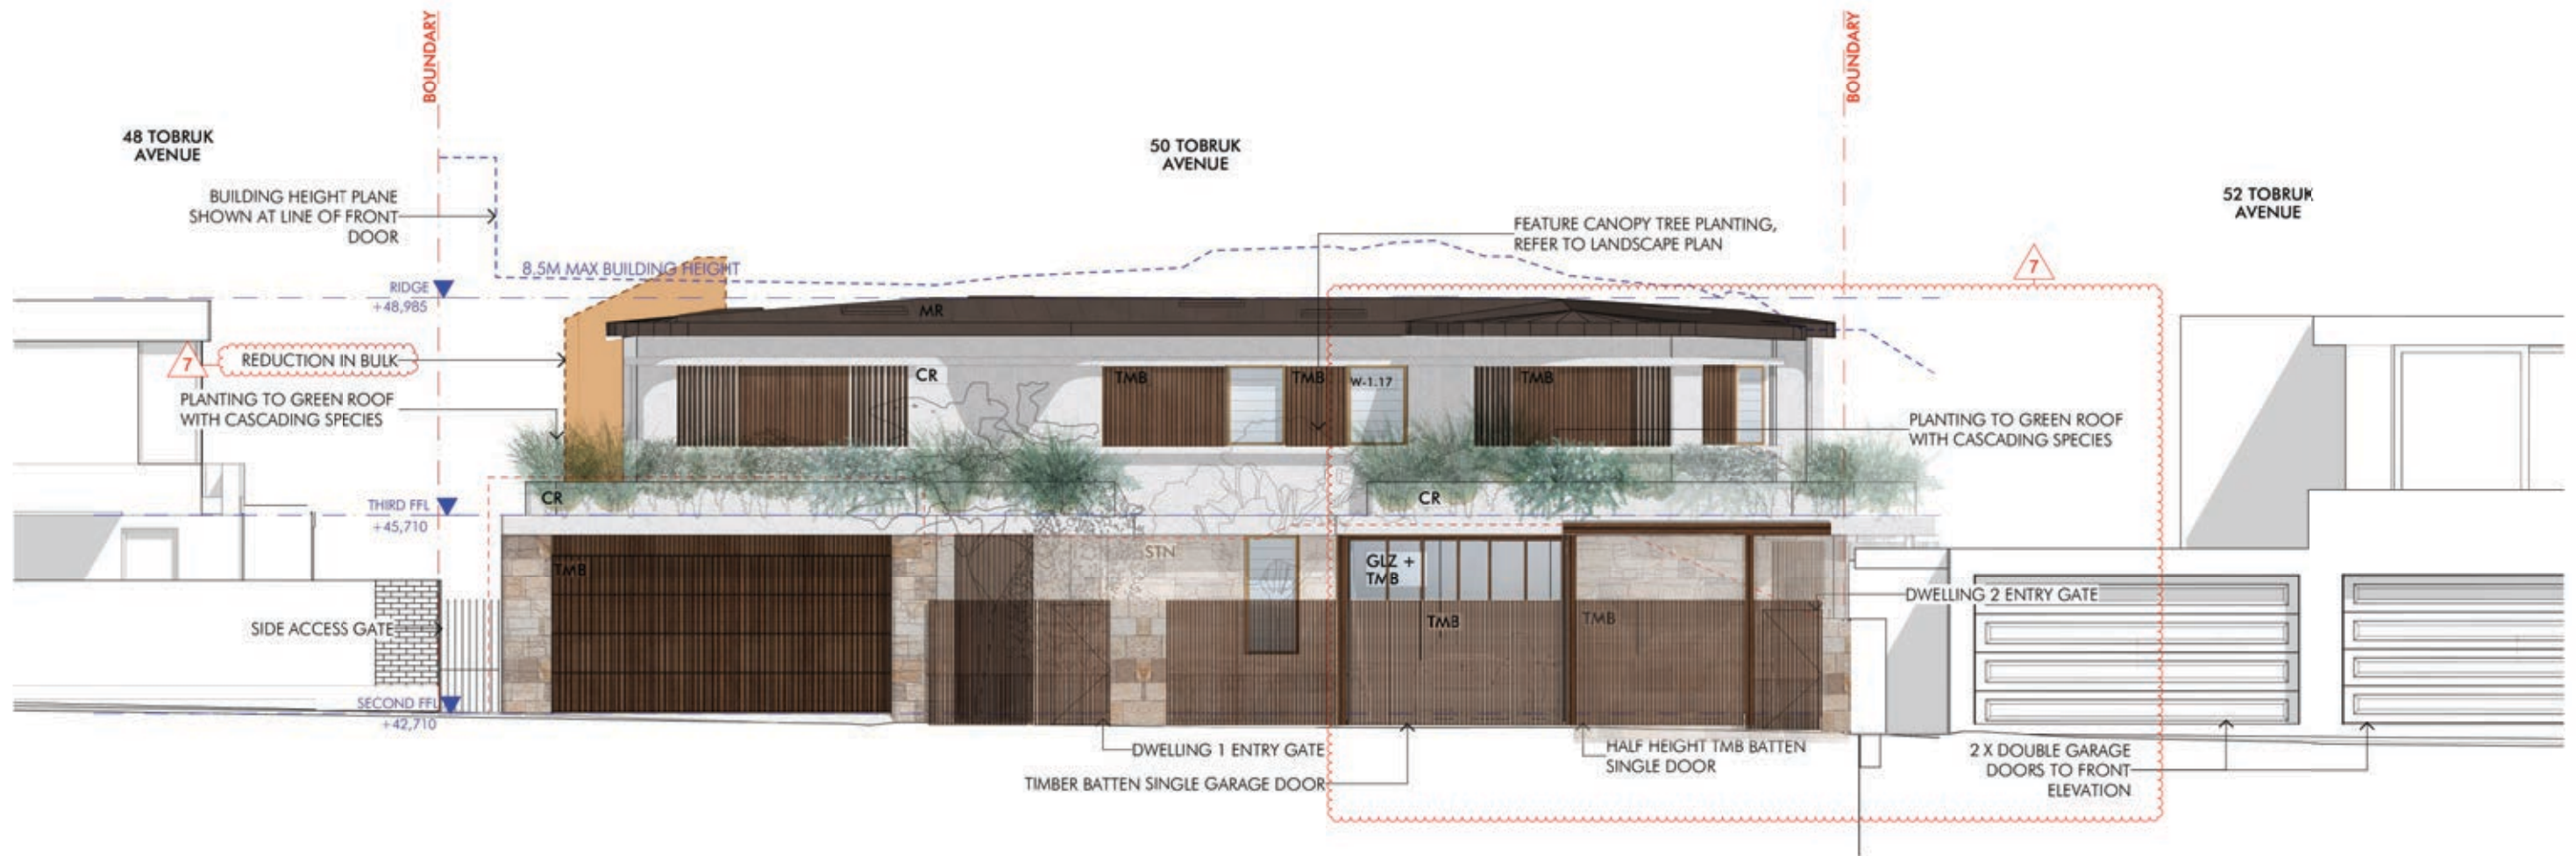 BOUNDARY
BOUNDARY
48 TOBRUK
AVENUE
50 TOBRUK
AVENUE
52 TOBRUK
AVENUE
BUILDING HEIGHT PLANE
SHOWN AT LINE OF FRONT
DOOR
FEATURE CANOPY TREE PLANTING,
REFER TO LANDSCAPE PLAN
8.5M MAX BUILDING HEIGHT
7
RIDGE
+48,985
MR
7
REDUCTION IN BULK
CR
TMB
TMB
W-1.17
TMB
PLANTING TO GREEN ROOF
WITH CASCADING SPECIES
PLANTING TO GREEN ROOF
WITH CASCADING SPECIES
CR
CR
THIRD FFL
+45,710
STN
TMB
GLZ +
TMB
DWELLING 2 ENTRY GATE
SIDE ACCESS GATE
TMB
TMB
SECOND FFL
+42,710
DWELLING 1 ENTRY GATE
HALF HEIGHT TMB BATTEN
SINGLE DOOR
2 X DOUBLE GARAGE
DOORS TO FRONT
ELEVATION
TIMBER BATTEN SINGLE GARAGE DOOR